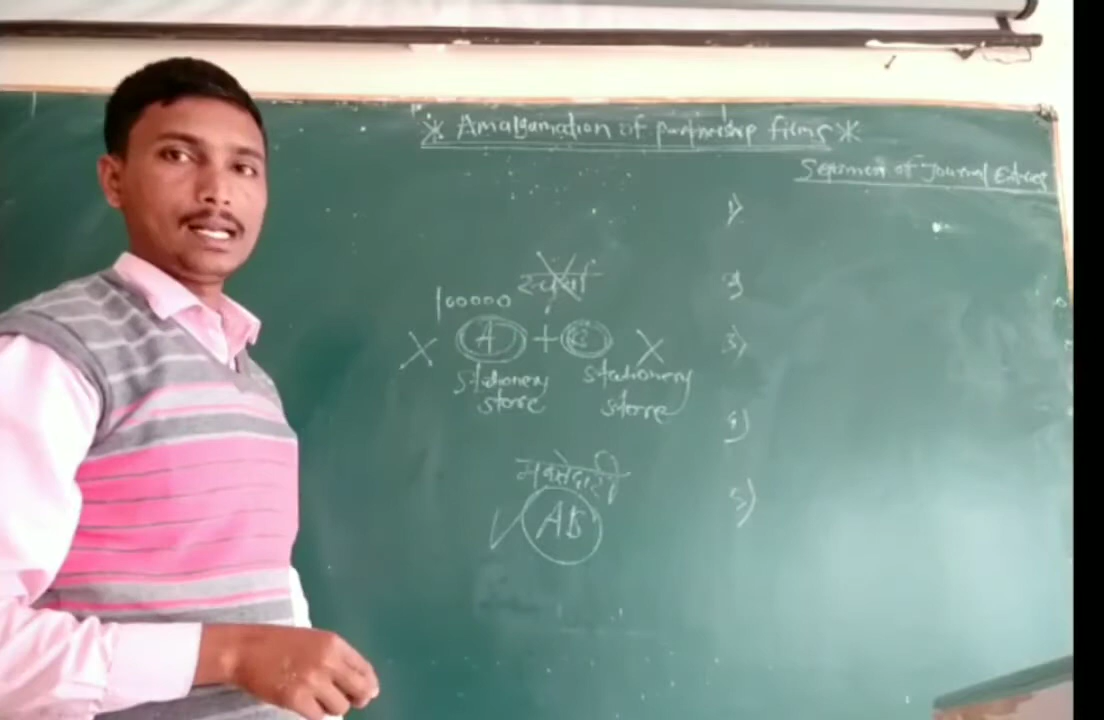 * Amalgamation of partnership firms *
Sepsmen of Journal Entries
1)
स्पर्धा
2)
100000
X A + B X
3)
Stationery store
Stationery store
4)
मक्तेदारी
5)
✓ AB